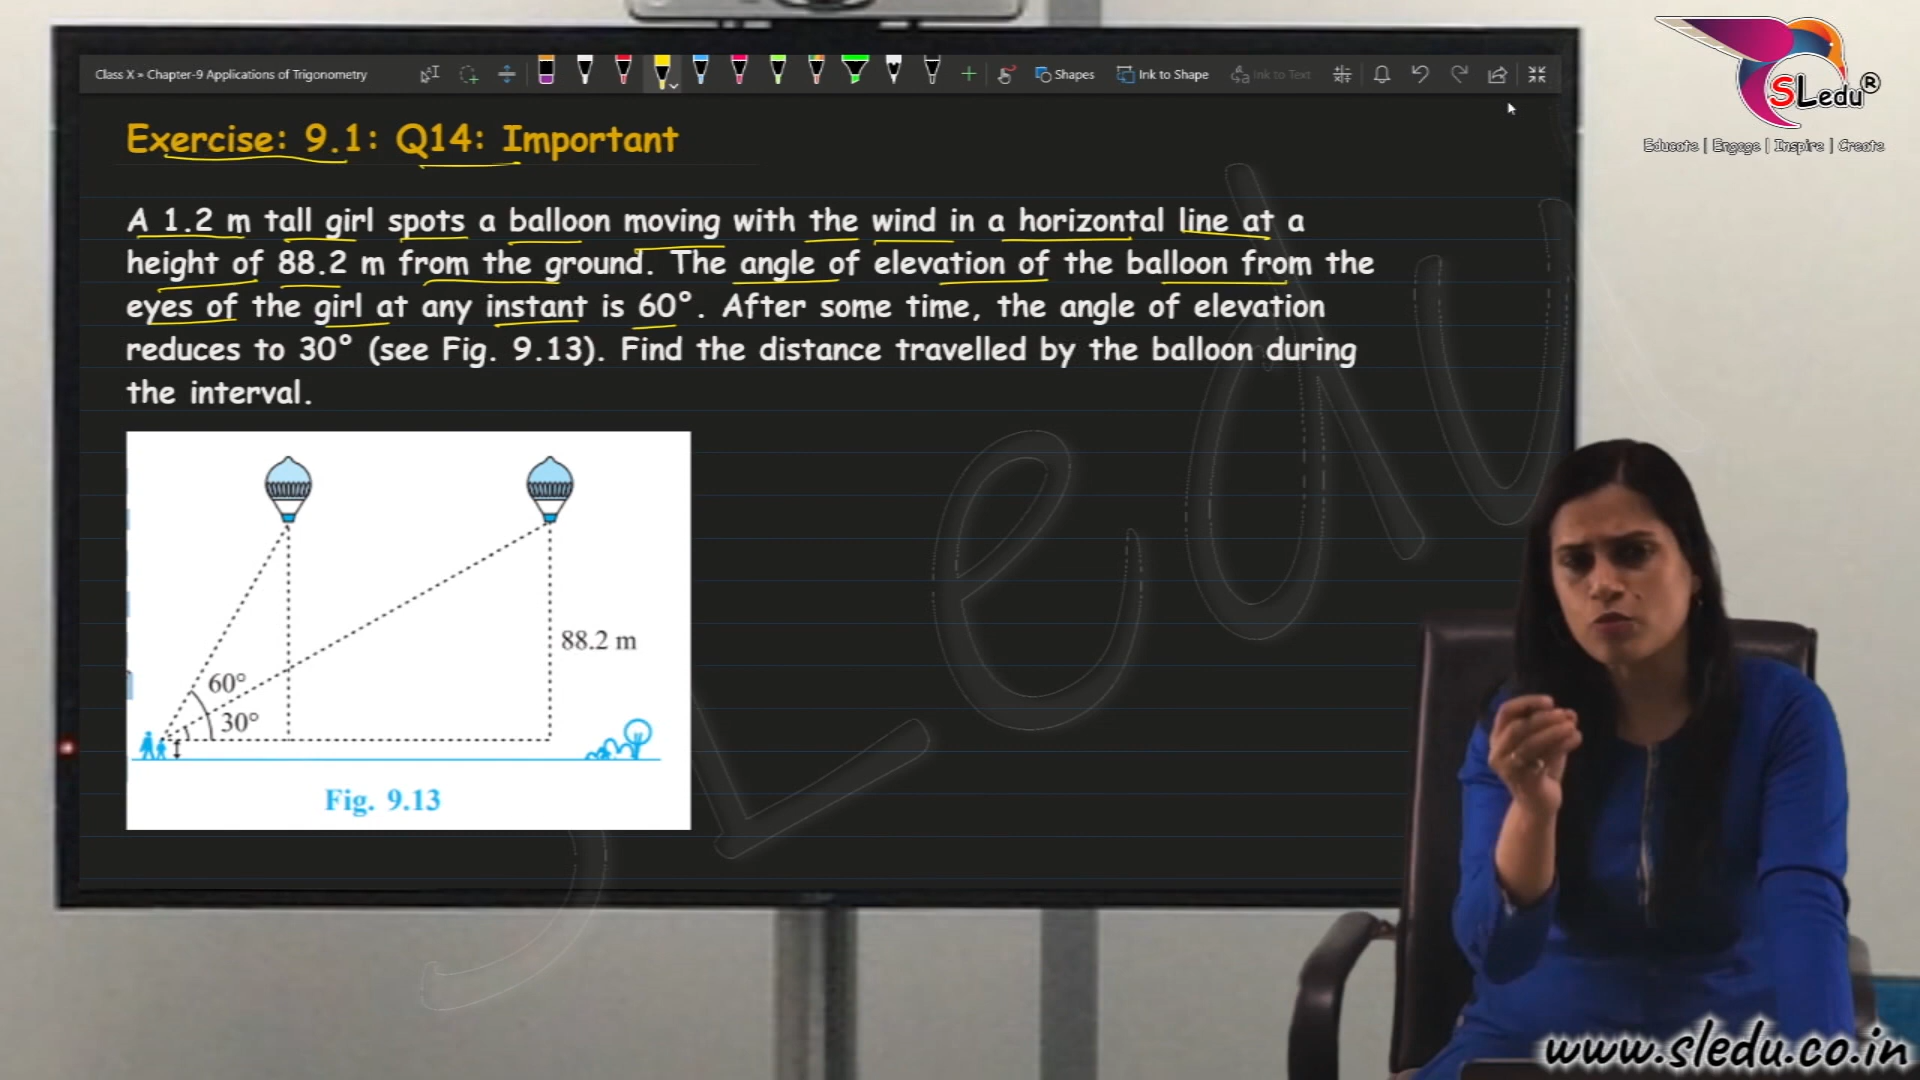 Class X » Chapter-9 Applications of Trigonometry
Shapes
Ink to Shape
Ink to Text
SLedu®
Educate | Engage | Inspire | Create
Exercise: 9.1: Q14: Important
A 1.2 m tall girl spots a balloon moving with the wind in a horizontal line at a
height of 88.2 m from the ground. The angle of elevation of the balloon from the
eyes of the girl at any instant is 60°. After some time, the angle of elevation
reduces to 30° (see Fig. 9.13). Find the distance travelled by the balloon during
the interval.
88.2 m
60°
30°
Fig. 9.13
SLedu
www.sledu.co.in